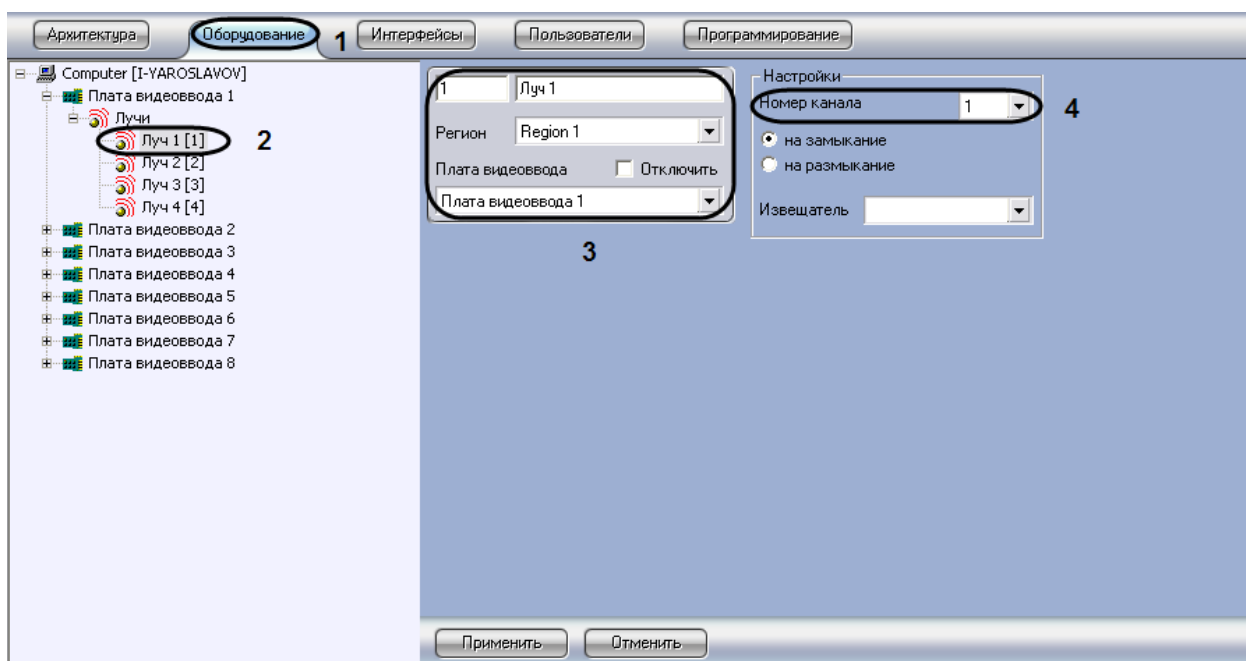 Архитектура Оборудование 1 Интерфейсы Пользователи Программирование
Computer [I-YAROSLAVOV]
Плата видеоввода 1
Лучи
Луч 1 [1] 2
Луч 2 [2]
Луч 3 [3]
Луч 4 [4]
Плата видеоввода 2
Плата видеоввода 3
Плата видеоввода 4
Плата видеоввода 5
Плата видеоввода 6
Плата видеоввода 7
Плата видеоввода 8
1 Луч 1
Регион Region 1
Плата видеоввода Отключить
Плата видеоввода 1
3
Настройки
Номер канала 1 4
на замыкание
на размыкание
Извещатель
Применить Отменить